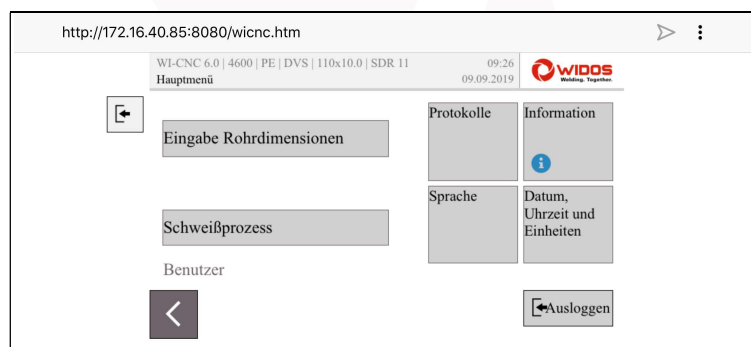 http://172.16.40.85:8080/wicnc.htm
WI-CNC 6.0 | 4600 | PE | DVS | 110x10.0 | SDR 11
09:26
Hauptmenü
09.09.2019
WIDOS
Welding. Together.
Eingabe Rohrdimensionen
Protokolle
Information
Schweißprozess
Sprache
Datum,
Uhrzeit und
Einheiten
Benutzer
Ausloggen